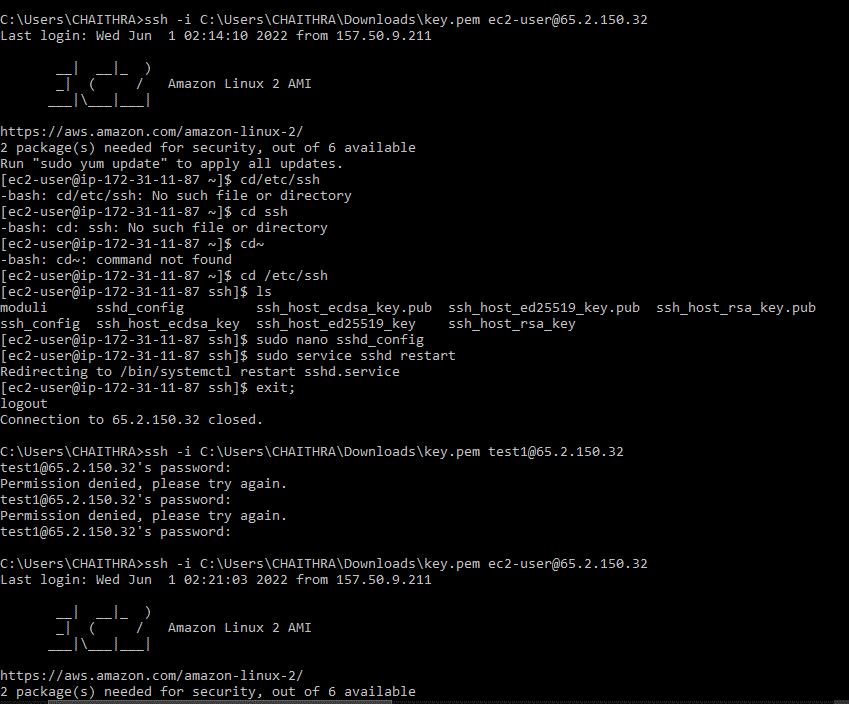 C:\Users\CHAITHRA>ssh -i C:\Users\CHAITHRA\Downloads\key.pem ec2-user@65.2.150.32
Last login: Wed Jun  1 02:14:10 2022 from 157.50.9.211
       __|  __|_  )
       _|  (     /   Amazon Linux 2 AMI
      ___|\___|___|
https://aws.amazon.com/amazon-linux-2/
2 package(s) needed for security, out of 6 available
Run "sudo yum update" to apply all updates.
[ec2-user@ip-172-31-11-87 ~]$ cd/etc/ssh
-bash: cd/etc/ssh: No such file or directory
[ec2-user@ip-172-31-11-87 ~]$ cd ssh
-bash: cd: ssh: No such file or directory
[ec2-user@ip-172-31-11-87 ~]$ cd~
-bash: cd~: command not found
[ec2-user@ip-172-31-11-87 ~]$ cd /etc/ssh
[ec2-user@ip-172-31-11-87 ssh]$ ls
moduli      sshd_config         ssh_host_ecdsa_key.pub  ssh_host_ed25519_key.pub  ssh_host_rsa_key.pub
ssh_config  ssh_host_ecdsa_key  ssh_host_ed25519_key    ssh_host_rsa_key
[ec2-user@ip-172-31-11-87 ssh]$ sudo nano sshd_config
[ec2-user@ip-172-31-11-87 ssh]$ sudo service sshd restart
Redirecting to /bin/systemctl restart sshd.service
[ec2-user@ip-172-31-11-87 ssh]$ exit;
logout
Connection to 65.2.150.32 closed.
C:\Users\CHAITHRA>ssh -i C:\Users\CHAITHRA\Downloads\key.pem test1@65.2.150.32
test1@65.2.150.32's password:
Permission denied, please try again.
test1@65.2.150.32's password:
Permission denied, please try again.
test1@65.2.150.32's password:
C:\Users\CHAITHRA>ssh -i C:\Users\CHAITHRA\Downloads\key.pem ec2-user@65.2.150.32
Last login: Wed Jun  1 02:21:03 2022 from 157.50.9.211
       __|  __|_  )
       _|  (     /   Amazon Linux 2 AMI
      ___|\___|___|
https://aws.amazon.com/amazon-linux-2/
2 package(s) needed for security, out of 6 available